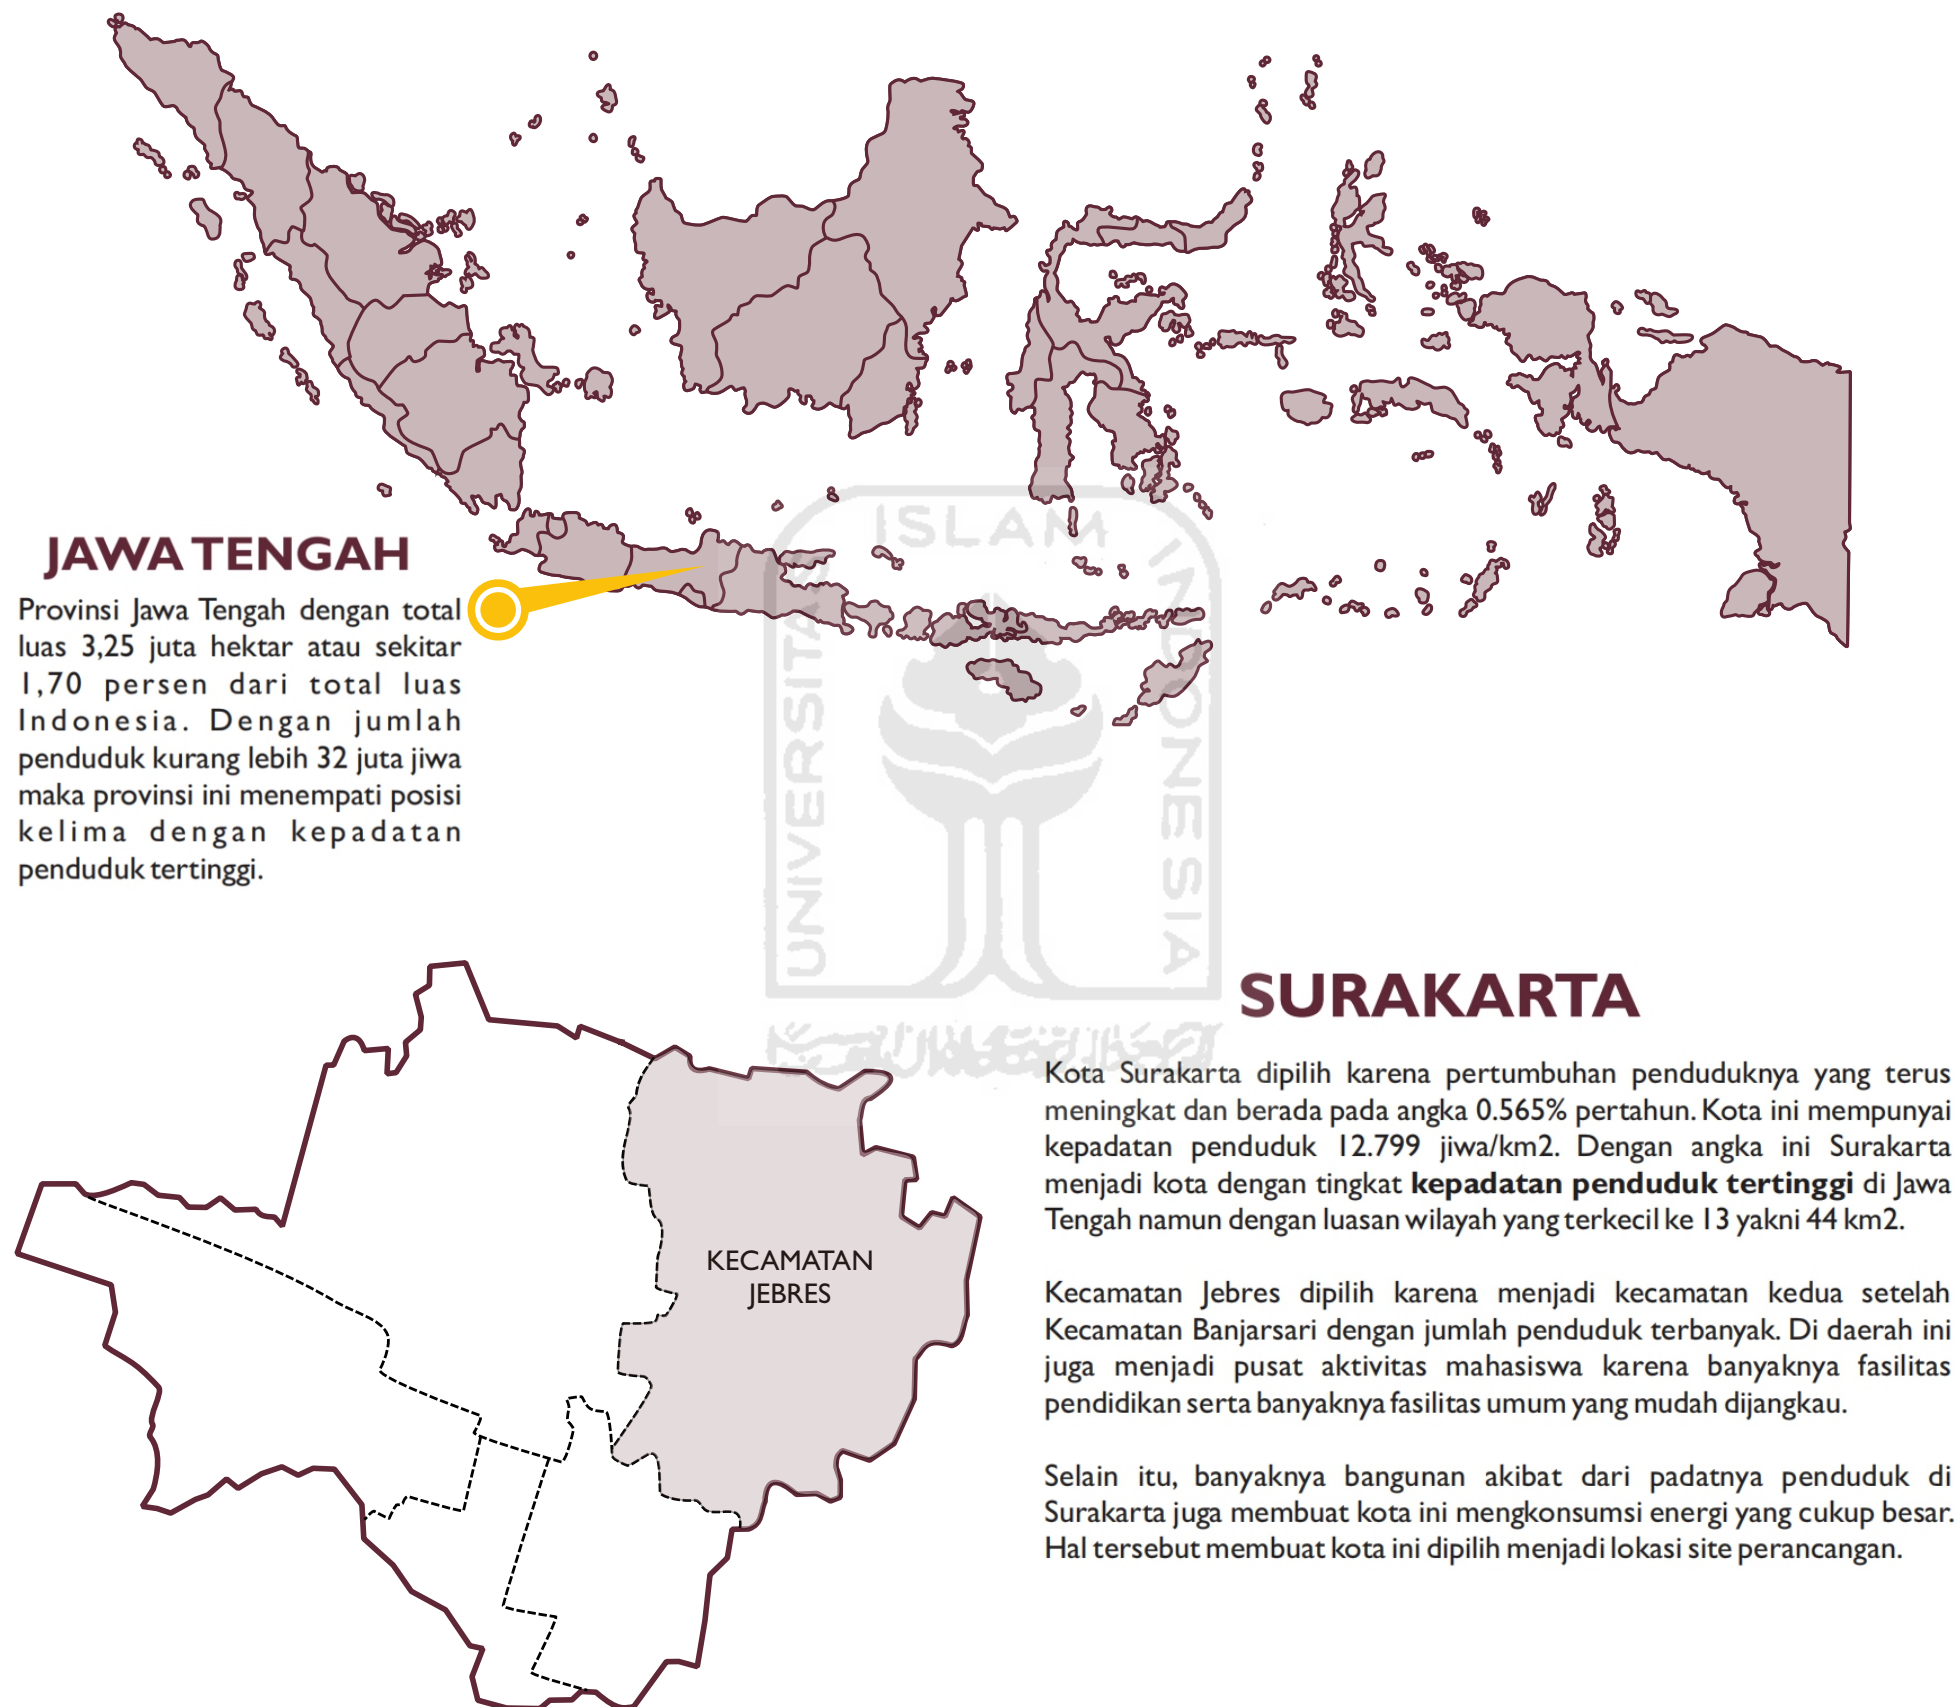 JAWA TENGAH
Provinsi Jawa Tengah dengan total
luas 3,25 juta hektar atau sekitar
1,70 persen dari total luas
Indonesia. Dengan jumlah
penduduk kurang lebih 32 juta jiwa
maka provinsi ini menempati posisi
kelima dengan kepadatan
penduduk tertinggi.
ISLAM
UNIVERSITAS
INDONESIA
KECAMATAN
JEBRES
SURAKARTA
Kota Surakarta dipilih karena pertumbuhan penduduknya yang terus
meningkat dan berada pada angka 0.565% pertahun. Kota ini mempunyai
kepadatan penduduk 12.799 jiwa/km2. Dengan angka ini Surakarta
menjadi kota dengan tingkat kepadatan penduduk tertinggi di Jawa
Tengah namun dengan luasan wilayah yang terkecil ke 13 yakni 44 km2.
Kecamatan Jebres dipilih karena menjadi kecamatan kedua setelah
Kecamatan Banjarsari dengan jumlah penduduk terbanyak. Di daerah ini
juga menjadi pusat aktivitas mahasiswa karena banyaknya fasilitas
pendidikan serta banyaknya fasilitas umum yang mudah dijangkau.
Selain itu, banyaknya bangunan akibat dari padatnya penduduk di
Surakarta juga membuat kota ini mengkonsumsi energi yang cukup besar.
Hal tersebut membuat kota ini dipilih menjadi lokasi site perancangan.